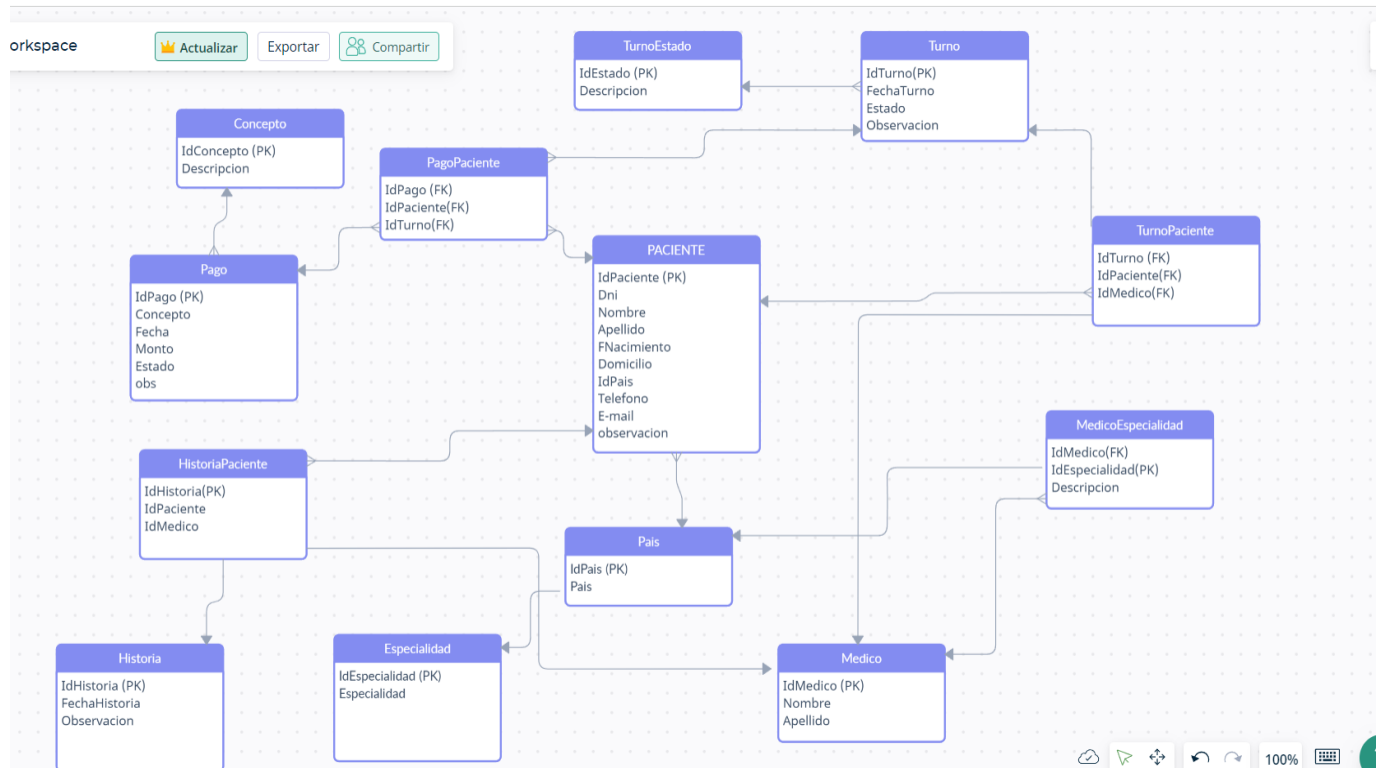 orkspace
Actualizar
Exportar
Compartir
TurnoEstado
IdEstado (PK)
Descripcion
Turno
IdTurno(PK)
FechaTurno
Estado
Observacion
Concepto
IdConcepto (PK)
Descripcion
PagoPaciente
IdPago (FK)
IdPaciente(FK)
IdTurno(FK)
TurnoPaciente
IdTurno (FK)
IdPaciente(FK)
IdMedico(FK)
PACIENTE
IdPaciente (PK)
Dni
Nombre
Apellido
FNacimiento
Domicilio
IdPais
Telefono
E-mail
observacion
Pago
IdPago (PK)
Concepto
Fecha
Monto
Estado
obs
MedicoEspecialidad
IdMedico(FK)
IdEspecialidad(PK)
Descripcion
HistoriaPaciente
IdHistoria(PK)
IdPaciente
IdMedico
Pais
IdPais (PK)
Pais
Especialidad
IdEspecialidad (PK)
Especialidad
Historia
IdHistoria (PK)
FechaHistoria
Observacion
Medico
IdMedico (PK)
Nombre
Apellido
100%